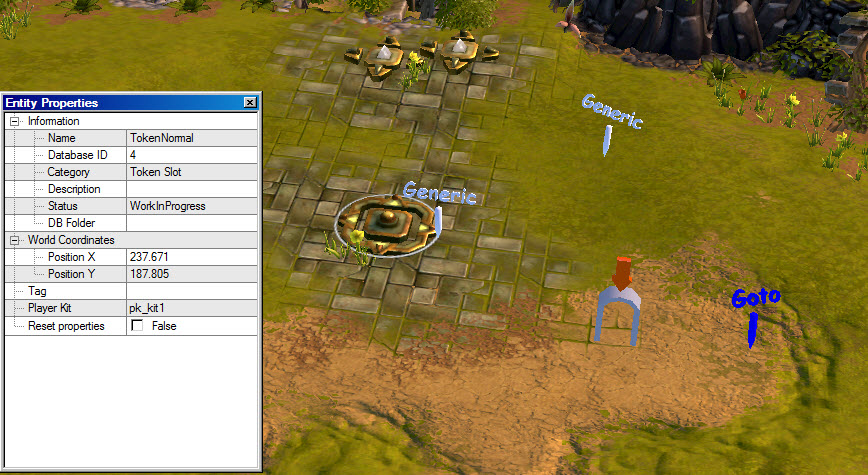 Entity Properties
Information
Name TokenNormal
Database ID 4
Category Token Slot
Description
Status WorkInProgress
DB Folder
World Coordinates
Position X 237.671
Position Y 187.805
Tag
Player Kit pk_kit1
Reset properties False
Generic
Generic
Goto